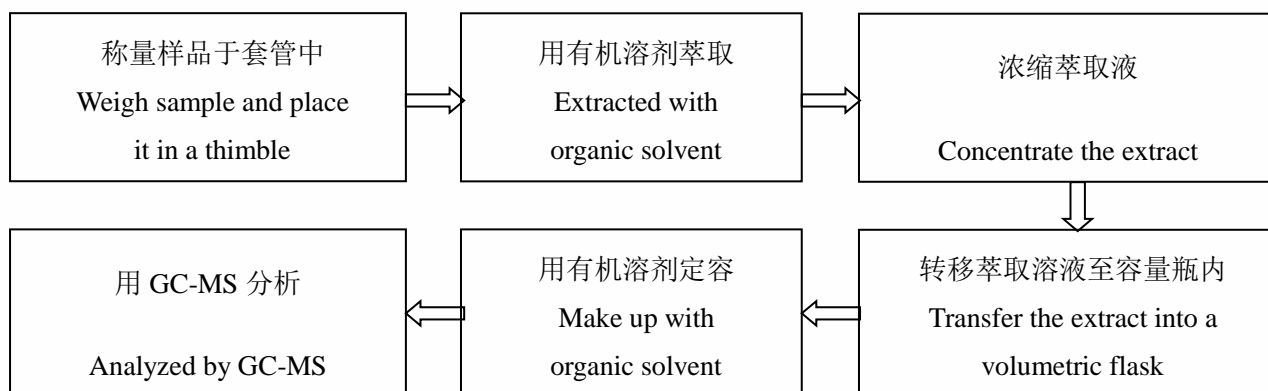 称量样品于套管中
Weigh sample and place
it in a thimble
用有机溶剂萃取
Extracted with
organic solvent
浓缩萃取液
Concentrate the extract
转移萃取溶液至容量瓶内
Transfer the extract into a
volumetric flask
用有机溶剂定容
Make up with
organic solvent
用 GC-MS 分析
Analyzed by GC-MS